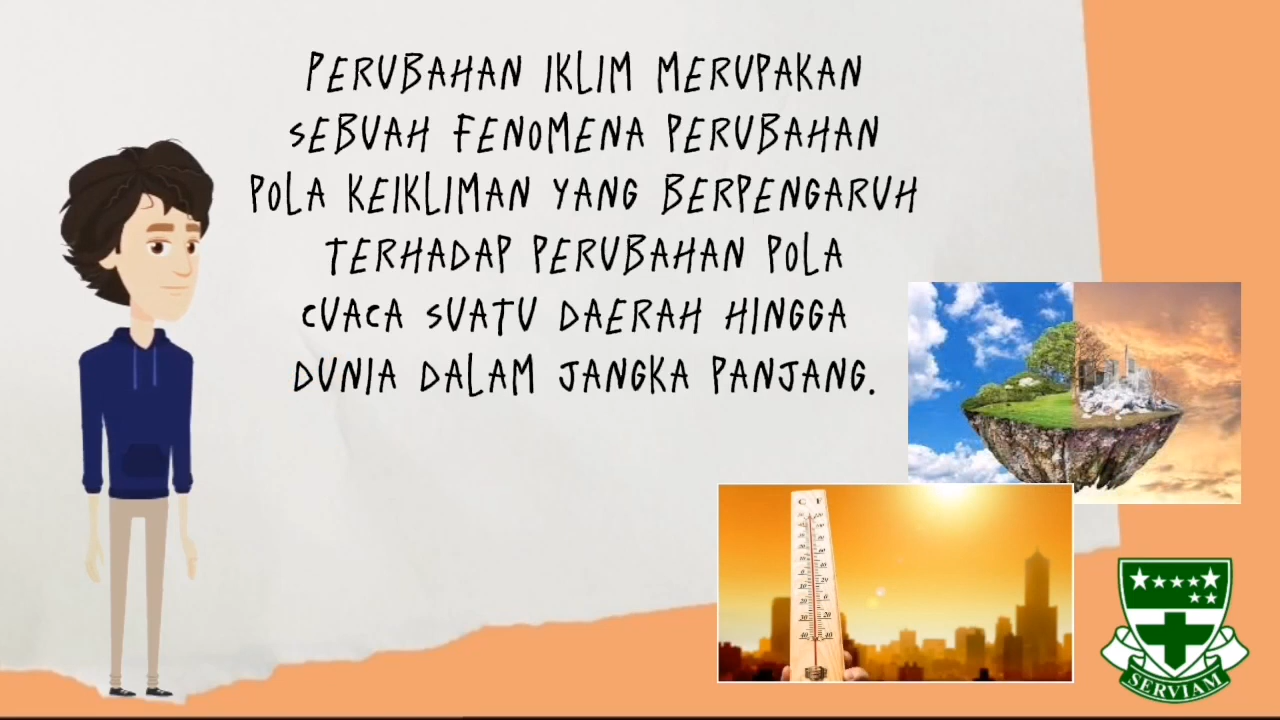 PERUBAHAN IKLIM MERUPAKAN
SEBUAH FENOMENA PERUBAHAN
POLA KEIKLIMAN YANG BERPENGARUH
TERHADAP PERUBAHAN POLA
CUACA SUATU DAERAH HINGGA
DUNIA DALAM JANGKA PANJANG.
C F
SERVIAM